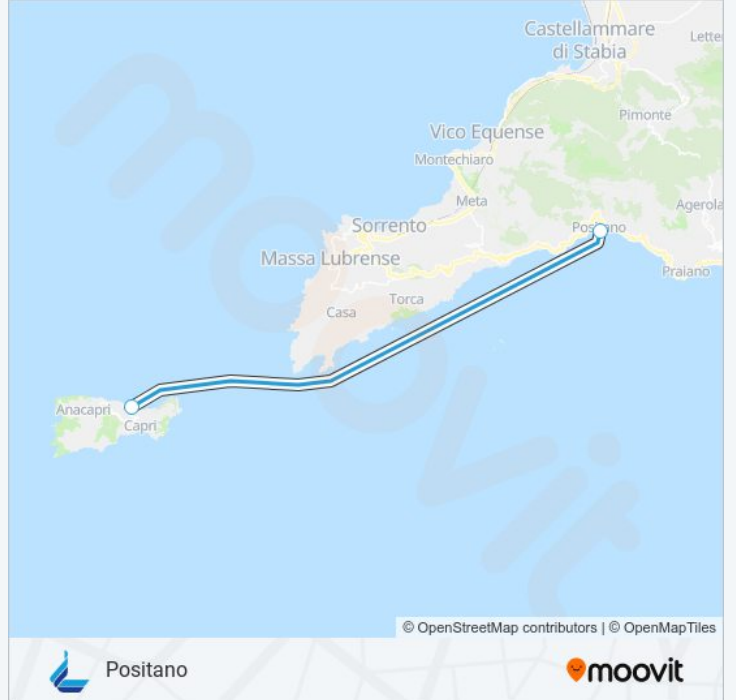 Castellammare
di Stabia
Lette
Pimonte
Vico Equense
Montechiaro
Meta
Agerola
Sorrento
Positano
Massa Lubrense
Praiano
Torca
Casa
Anacapri
Capri
moovit
© OpenStreetMap contributors | © OpenMapTiles
Positano
moovit